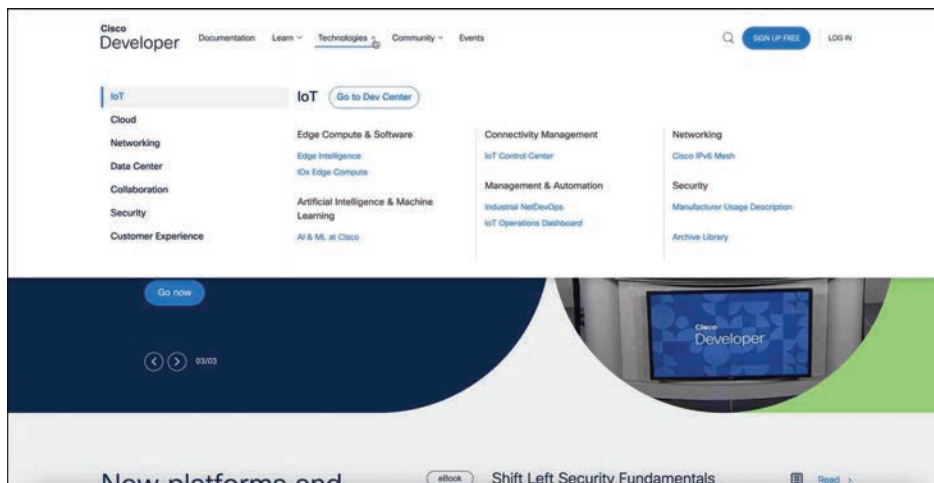 Cisco
Developer
Documentation Learn Technologies Community Events
SIGN UP FREE LOG IN
IoT
Cloud
Networking
Data Center
Collaboration
Security
Customer Experience
IoT Go to Dev Center
Edge Compute & Software
Edge Intelligence
IOx Edge Compute
Artificial Intelligence & Machine
Learning
AI & ML at Cisco
Connectivity Management
IoT Control Center
Management & Automation
Industrial NetDevOps
IoT Operations Dashboard
Networking
Cisco IPv6 Mesh
Security
Manufacturer Usage Description
Archive Library
Go now
03/03
Cisco
Developer
New platforms and
eBook Shift Left Security Fundamentals Read